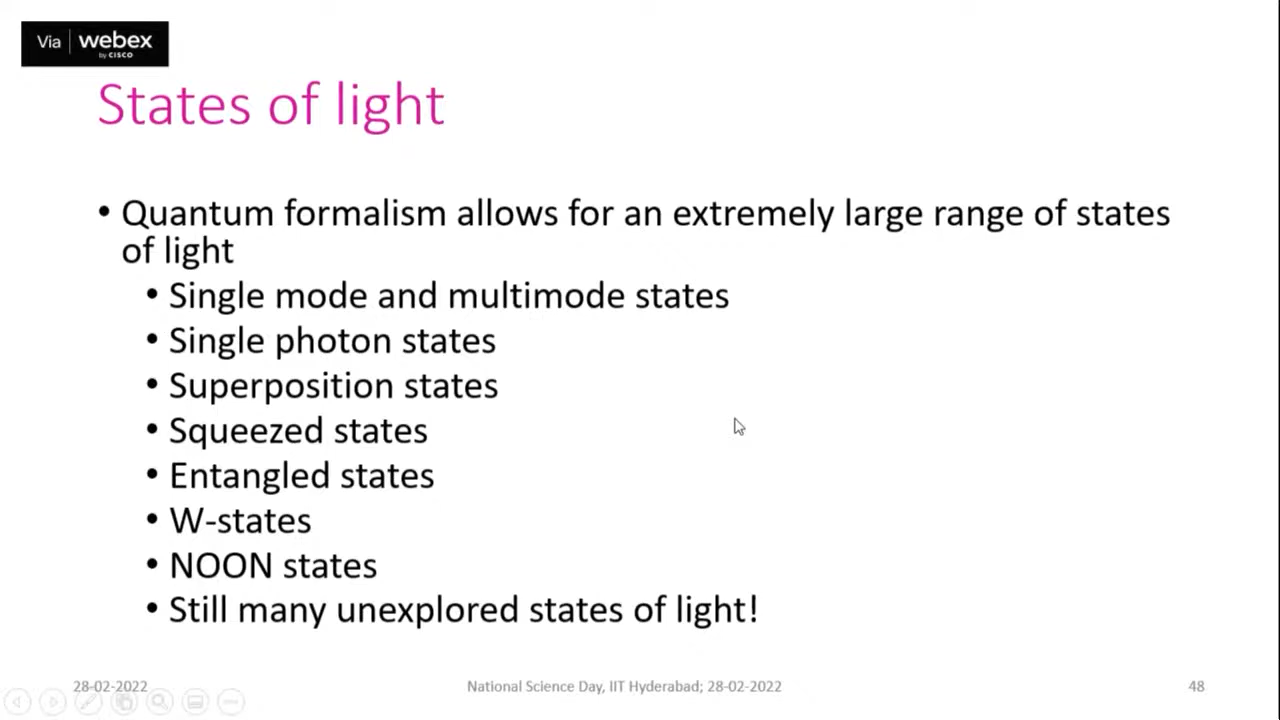 Via | webex
by CISCO
States of light
• Quantum formalism allows for an extremely large range of states
of light
• Single mode and multimode states
• Single photon states
• Superposition states
• Squeezed states
• Entangled states
• W-states
• NOON states
• Still many unexplored states of light!
28-02-2022
National Science Day, IIT Hyderabad; 28-02-2022
48